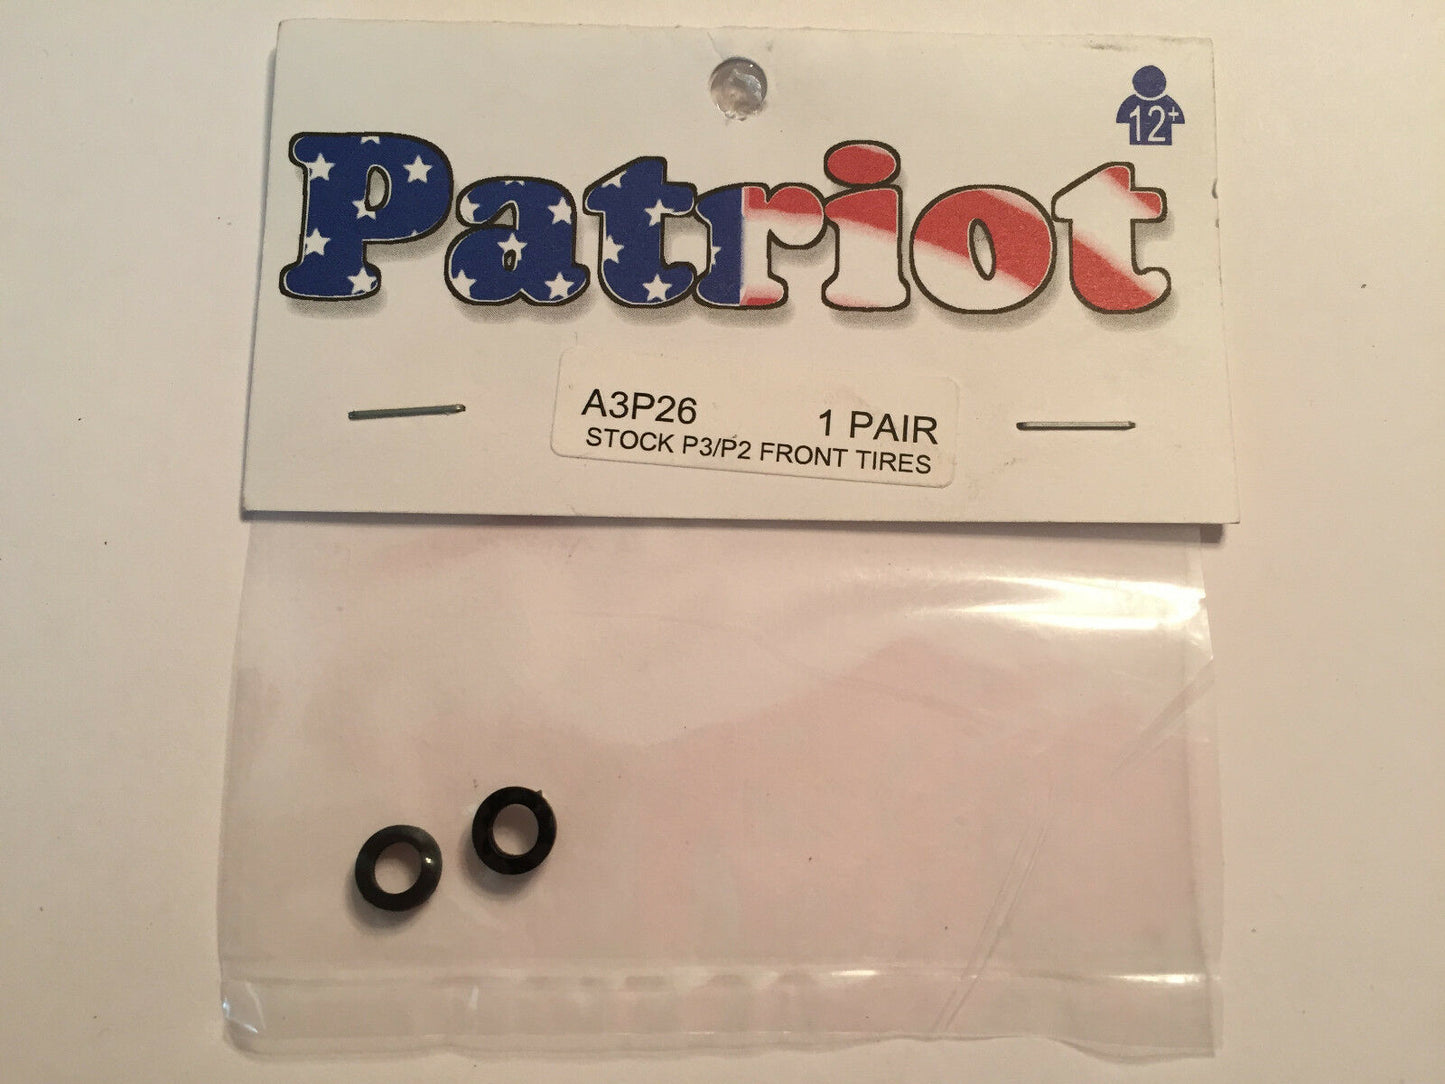 12+
Patriot
A3P26 1 PAIR
STOCK P3/P2 FRONT TIRES